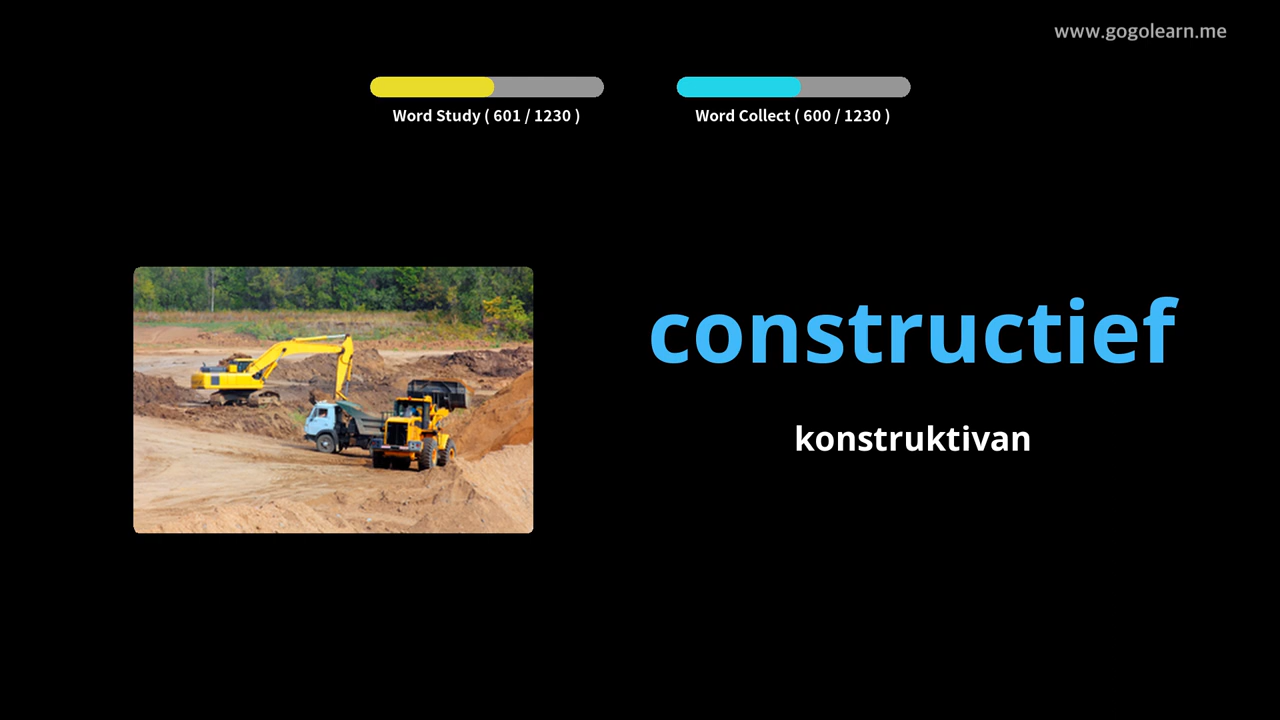 www.gogolearn.me
Word Study ( 601 / 1230 )
Word Collect ( 600 / 1230 )
constructief
konstruktivan